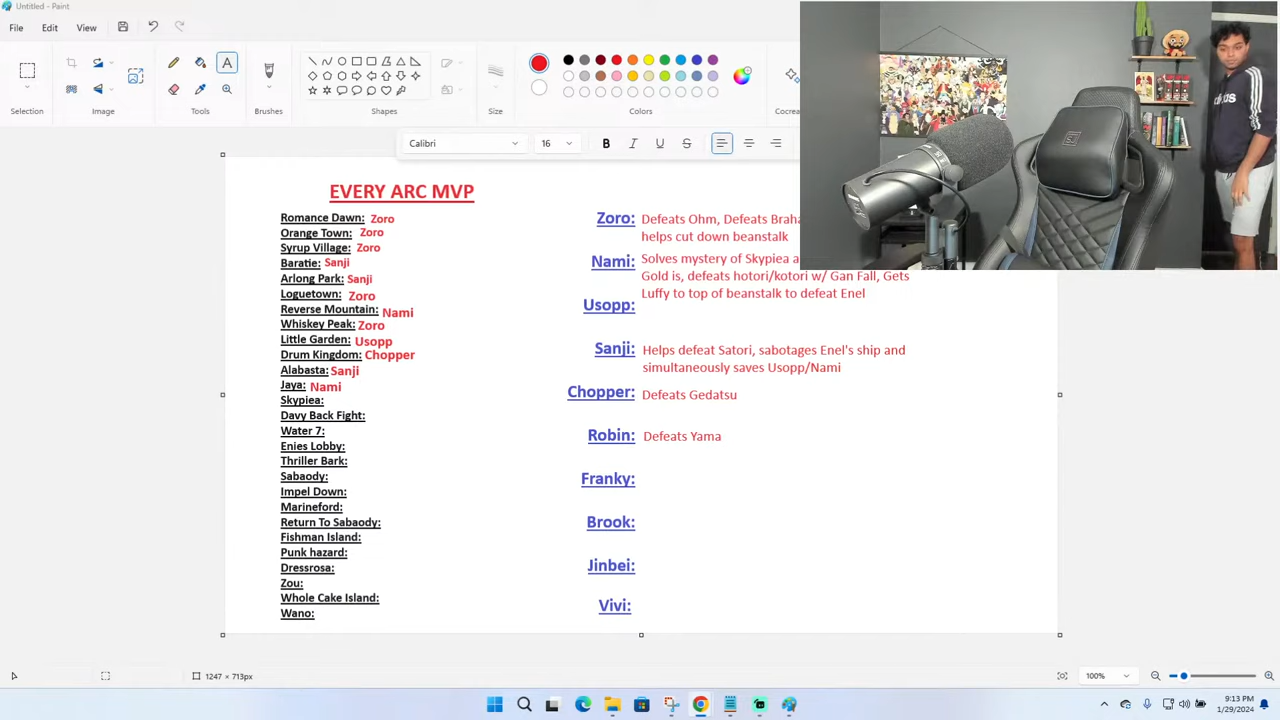 Untitled - Paint
File Edit View
Selection Image Tools Brushes Shapes Size Colors
Calibri 16 B I U S
EVERY ARC MVP
Romance Dawn: Zoro
Orange Town: Zoro
Syrup Village: Zoro
Baratie: Sanji
Arlong Park: Sanji
Loguetown: Zoro
Reverse Mountain: Nami
Whiskey Peak: Zoro
Little Garden: Usopp
Drum Kingdom: Chopper
Alabasta: Sanji
Jaya: Nami
Skypiea:
Davy Back Fight:
Water 7:
Enies Lobby:
Thriller Bark:
Sabaody:
Impel Down:
Marineford:
Return To Sabaody:
Fishman Island:
Punk hazard:
Dressrosa:
Zou:
Whole Cake Island:
Wano:
Zoro: Defeats Ohm, Defeats Braha
helps cut down beanstalk
Nami: Solves mystery of Skypiea a
Gold is, defeats hotori/kotori w/ Gan Fall, Gets
Luffy to top of beanstalk to defeat Enel
Usopp:
Sanji: Helps defeat Satori, sabotages Enel's ship and
simultaneously saves Usopp/Nami
Chopper: Defeats Gedatsu
Robin: Defeats Yama
Franky:
Brook:
Jinbei:
Vivi:
adidas
1247 × 713px
100%
9:13 PM
1/29/2024